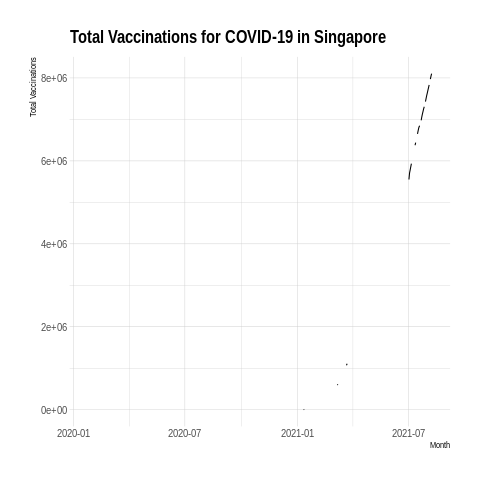 Total Vaccinations for COVID-19 in Singapore
Total Vaccinations
8e+06
6e+06
4e+06
2e+06
0e+00
2020-01 2020-07 2021-01 2021-07
Month